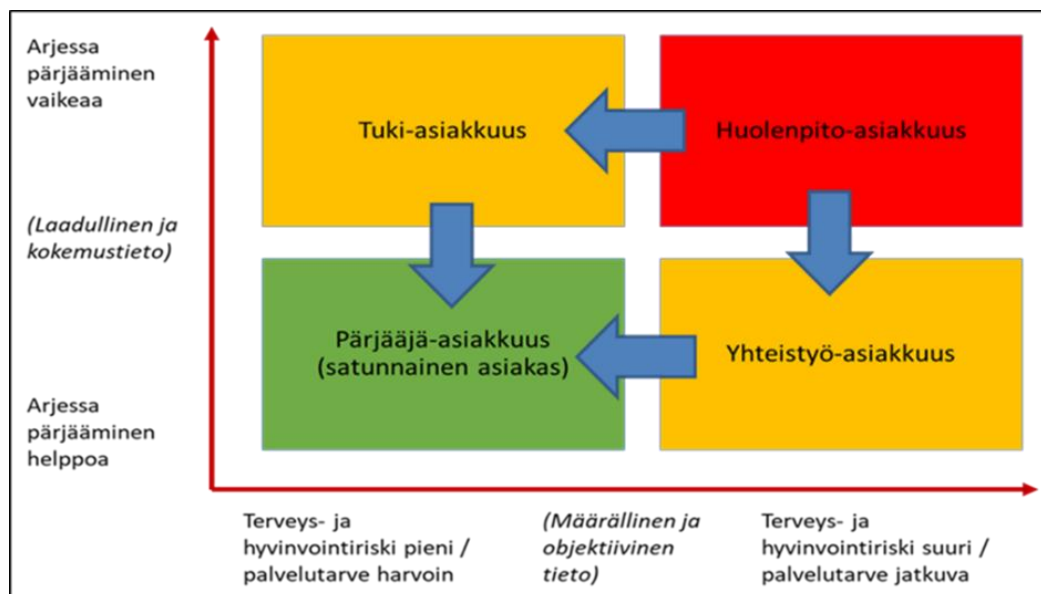 Arjessa
pärjääminen
vaikeaa
Tuki-asiakkuus
Huolenpito-asiakkuus
(Laadullinen ja
kokemustieto)
Pärjääjä-asiakkuus
(satunnainen asiakas)
Yhteistyö-asiakkuus
Arjessa
pärjääminen
helppoa
Terveys- ja
hyvinvointiriski pieni /
palvelutarve harvoin
(Määrällinen ja
objektiivinen
tieto)
Terveys- ja
hyvinvointiriski suuri /
palvelutarve jatkuva